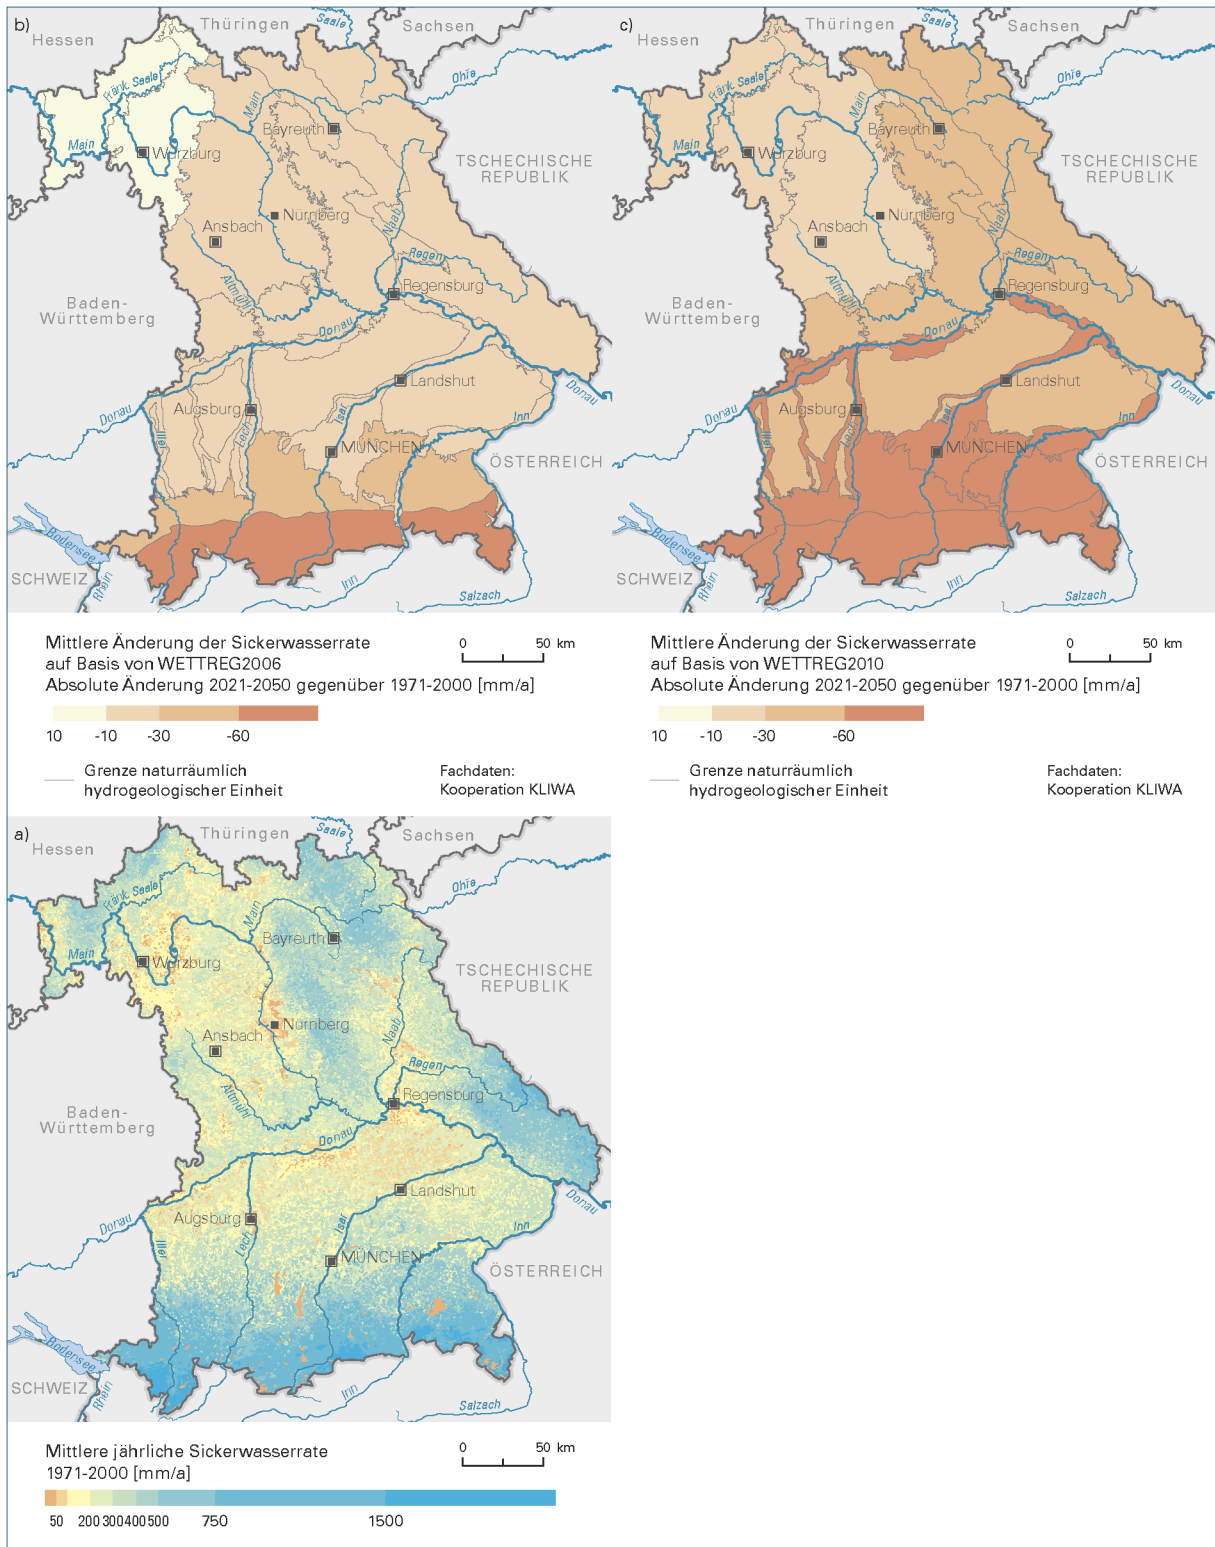 b)
Thüringen
Saale
Sachsen
Hessen
Fränk. Saale
Main
Ohře
Bayreuth
Main
Würzburg
TSCHECHISCHE
REPUBLIK
Nürnberg
Ansbach
Naab
Regen
Altmühl
Regensburg
Baden-
Württemberg
Donau
Landshut
Donau
Augsburg
Isar
Inn
Donau
Iller
Lech
MÜNCHEN
ÖSTERREICH
Bodensee
SCHWEIZ
Rhein
Inn
Salzach
Mittlere Änderung der Sickerwasserrate
auf Basis von WETTREG2006
Absolute Änderung 2021-2050 gegenüber 1971-2000 [mm/a]
0 50 km
10 -10 -30 -60
Grenze naturräumlich
hydrogeologischer Einheit
Fachdaten:
Kooperation KLIWA
c)
Thüringen
Saale
Sachsen
Hessen
Fränk. Saale
Main
Ohře
Bayreuth
Main
Würzburg
TSCHECHISCHE
REPUBLIK
Nürnberg
Ansbach
Naab
Regen
Altmühl
Regensburg
Baden-
Württemberg
Donau
Landshut
Donau
Augsburg
Isar
Inn
Donau
Iller
Lech
MÜNCHEN
ÖSTERREICH
Bodensee
SCHWEIZ
Rhein
Inn
Salzach
Mittlere Änderung der Sickerwasserrate
auf Basis von WETTREG2010
Absolute Änderung 2021-2050 gegenüber 1971-2000 [mm/a]
0 50 km
10 -10 -30 -60
Grenze naturräumlich
hydrogeologischer Einheit
Fachdaten:
Kooperation KLIWA
a)
Thüringen
Saale
Sachsen
Hessen
Fränk. Saale
Main
Ohře
Bayreuth
Main
Würzburg
TSCHECHISCHE
REPUBLIK
Nürnberg
Ansbach
Naab
Regen
Altmühl
Regensburg
Baden-
Württemberg
Donau
Landshut
Donau
Augsburg
Isar
Inn
Donau
Iller
Lech
MÜNCHEN
ÖSTERREICH
Bodensee
SCHWEIZ
Rhein
Inn
Salzach
Mittlere jährliche Sickerwasserrate
1971-2000 [mm/a]
0 50 km
50 200 300 400 500 750 1500